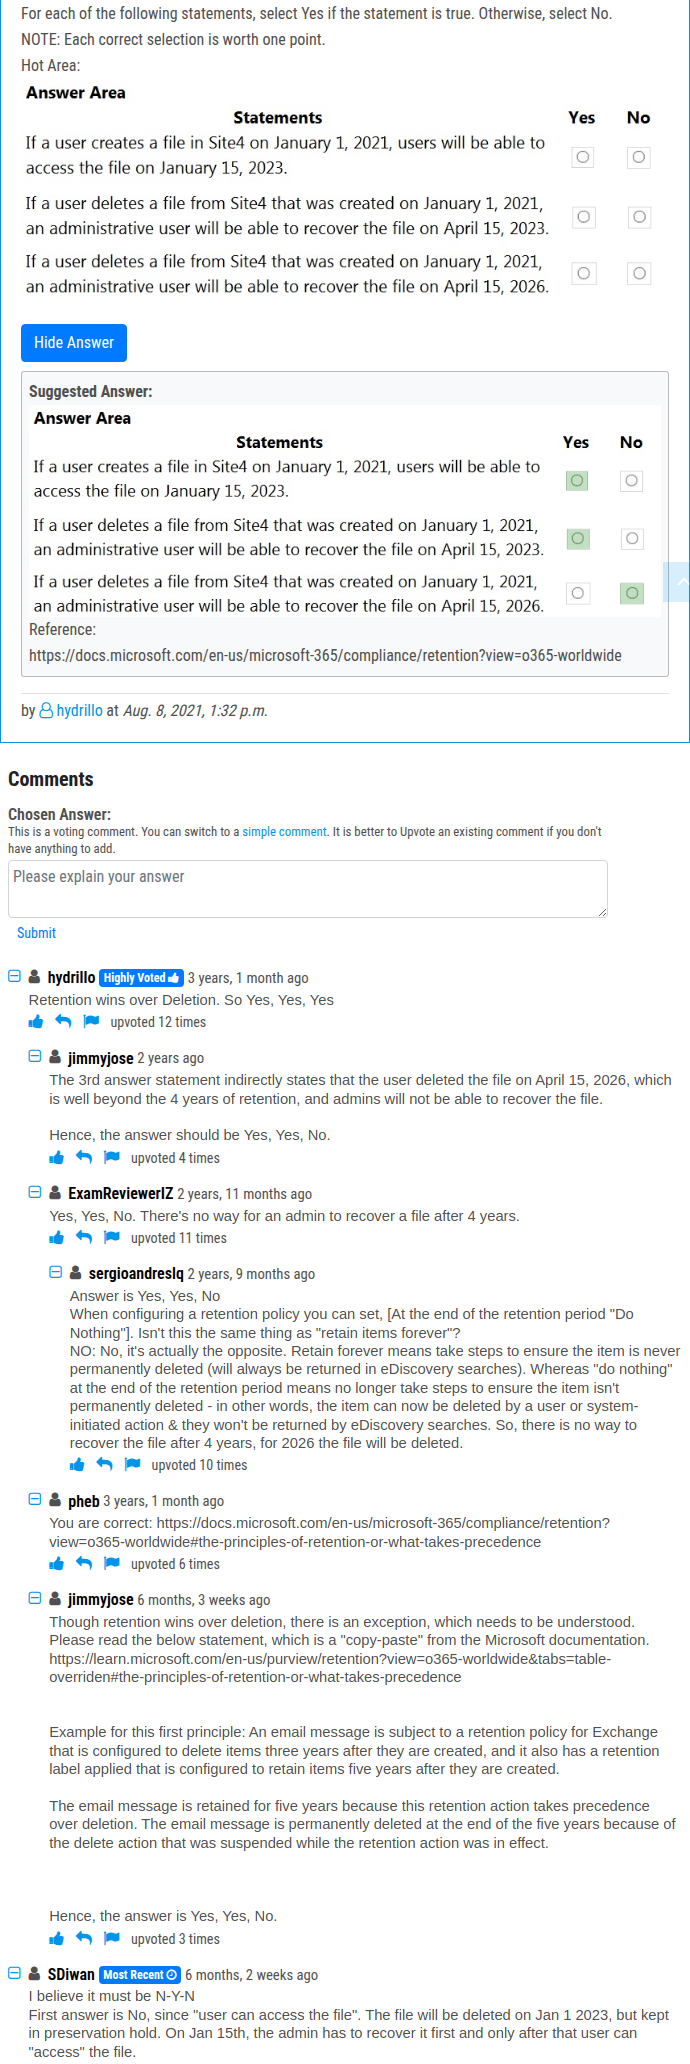 For each of the following statements, select Yes if the statement is true. Otherwise, select No.
NOTE: Each correct selection is worth one point.
Hot Area:
Answer Area
Statements Yes No
If a user creates a file in Site4 on January 1, 2021, users will be able to
access the file on January 15, 2023.
If a user deletes a file from Site4 that was created on January 1, 2021,
an administrative user will be able to recover the file on April 15, 2023.
If a user deletes a file from Site4 that was created on January 1, 2021,
an administrative user will be able to recover the file on April 15, 2026.
Hide Answer
Suggested Answer:
Answer Area
Statements Yes No
If a user creates a file in Site4 on January 1, 2021, users will be able to
access the file on January 15, 2023.
If a user deletes a file from Site4 that was created on January 1, 2021,
an administrative user will be able to recover the file on April 15, 2023.
If a user deletes a file from Site4 that was created on January 1, 2021,
an administrative user will be able to recover the file on April 15, 2026.
Reference:
https://docs.microsoft.com/en-us/microsoft-365/compliance/retention?view=o365-worldwide
by hydrillo at Aug. 8, 2021, 1:32 p.m.
Comments
Chosen Answer:
This is a voting comment. You can switch to a simple comment. It is better to Upvote an existing comment if you don't
have anything to add.
Please explain your answer
Submit
hydrillo Highly Voted 3 years, 1 month ago
Retention wins over Deletion. So Yes, Yes, Yes
upvoted 12 times
jimmyjose 2 years ago
The 3rd answer statement indirectly states that the user deleted the file on April 15, 2026, which
is well beyond the 4 years of retention, and admins will not be able to recover the file.
Hence, the answer should be Yes, Yes, No.
upvoted 4 times
ExamReviewerIZ 2 years, 11 months ago
Yes, Yes, No. There's no way for an admin to recover a file after 4 years.
upvoted 11 times
sergioandreslq 2 years, 9 months ago
Answer is Yes, Yes, No
When configuring a retention policy you can set, [At the end of the retention period "Do
Nothing"]. Isn't this the same thing as "retain items forever"?
NO: No, it's actually the opposite. Retain forever means take steps to ensure the item is never
permanently deleted (will always be returned in eDiscovery searches). Whereas "do nothing"
at the end of the retention period means no longer take steps to ensure the item isn't
permanently deleted - in other words, the item can now be deleted by a user or system-
initiated action & they won't be returned by eDiscovery searches. So, there is no way to
recover the file after 4 years, for 2026 the file will be deleted.
upvoted 10 times
pheb 3 years, 1 month ago
You are correct: https://docs.microsoft.com/en-us/microsoft-365/compliance/retention?
view=o365-worldwide#the-principles-of-retention-or-what-takes-precedence
upvoted 6 times
jimmyjose 6 months, 3 weeks ago
Though retention wins over deletion, there is an exception, which needs to be understood.
Please read the below statement, which is a "copy-paste" from the Microsoft documentation.
https://learn.microsoft.com/en-us/purview/retention?view=o365-worldwide&tabs=table-
overriden#the-principles-of-retention-or-what-takes-precedence
Example for this first principle: An email message is subject to a retention policy for Exchange
that is configured to delete items three years after they are created, and it also has a retention
label applied that is configured to retain items five years after they are created.
The email message is retained for five years because this retention action takes precedence
over deletion. The email message is permanently deleted at the end of the five years because of
the delete action that was suspended while the retention action was in effect.
Hence, the answer is Yes, Yes, No.
upvoted 3 times
SDiwan Most Recent 6 months, 2 weeks ago
I believe it must be N-Y-N
First answer is No, since "user can access the file". The file will be deleted on Jan 1 2023, but kept
in preservation hold. On Jan 15th, the admin has to recover it first and only after that user can
"access" the file.